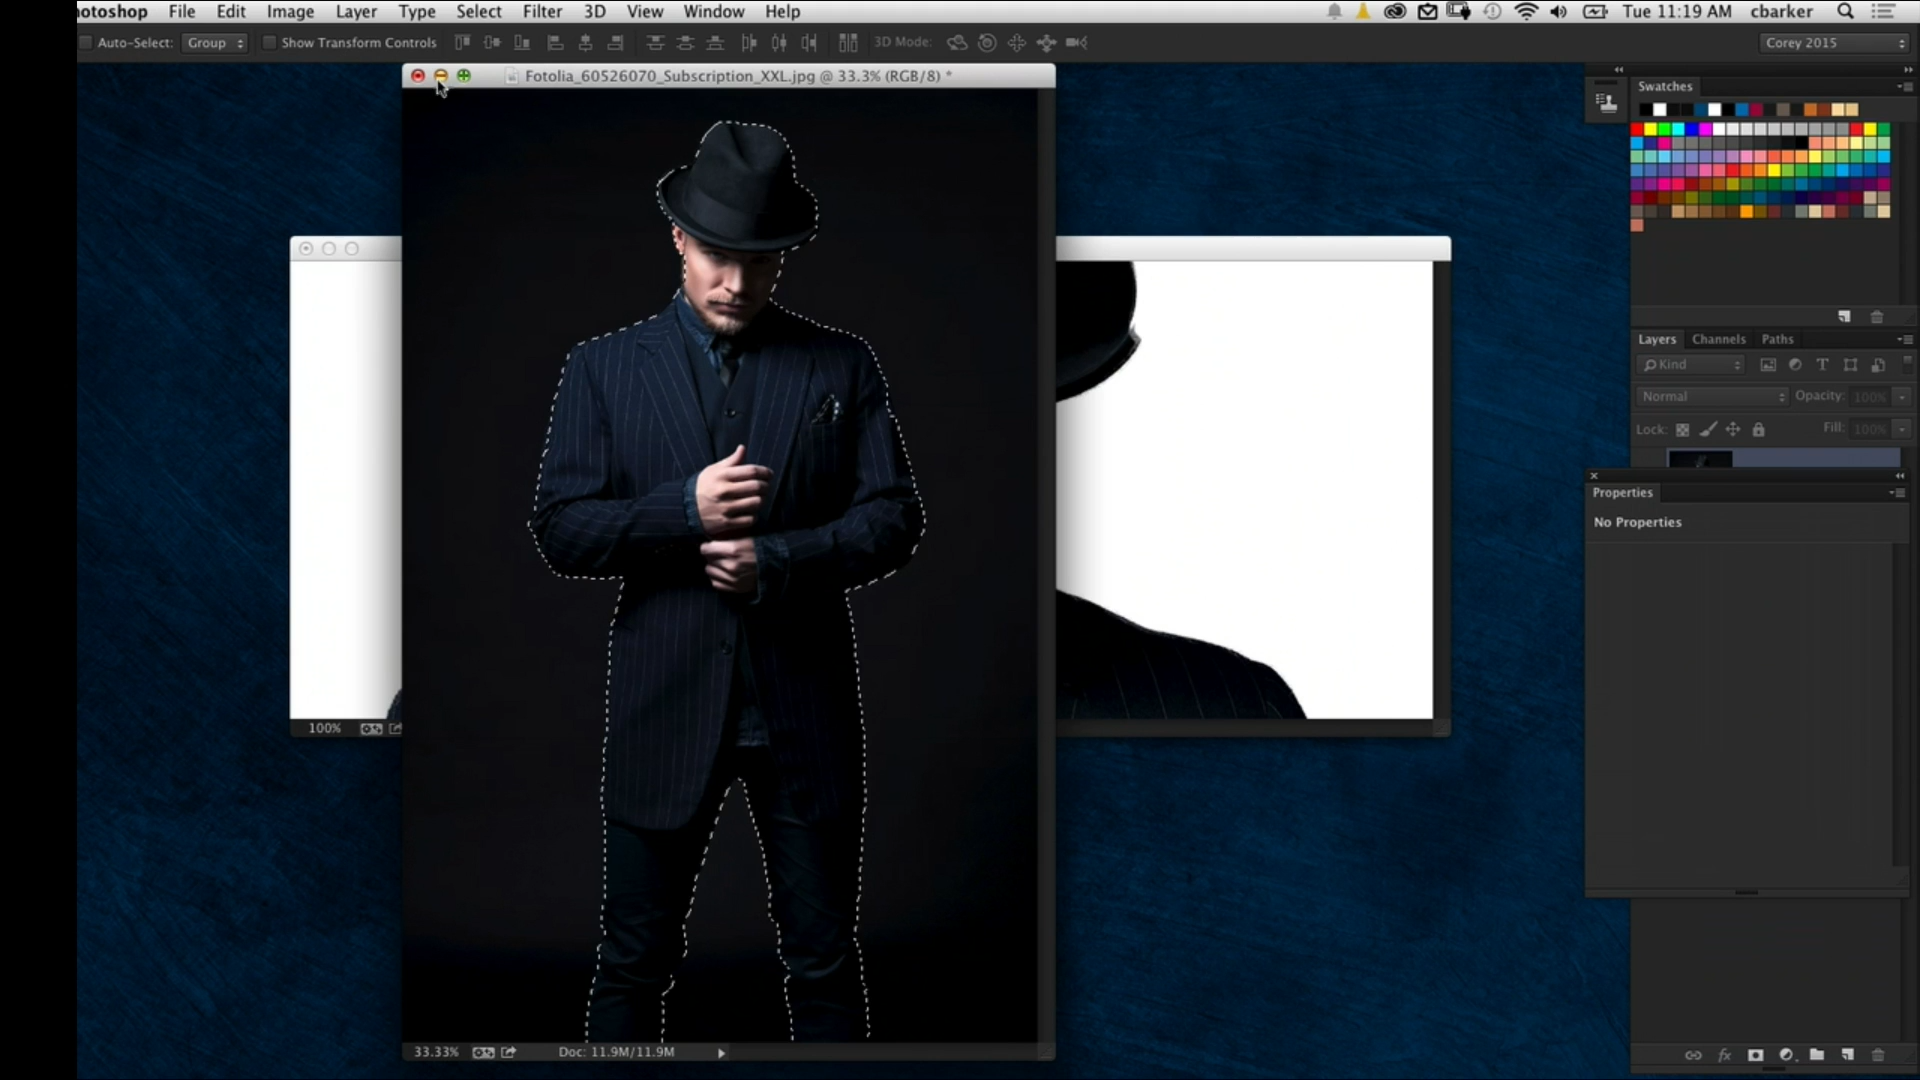 otoshop File Edit Image Layer Type Select Filter 3D View Window Help Tue 11:19 AM cbarker
Auto-Select: Group Show Transform Controls 3D Mode: Corey 2015
Fotolia_60526070_Subscription_XXL.jpg @ 33.3% (RGB/8) *
Swatches
Layers Channels Paths
Kind
Normal Opacity: 100%
Lock: Fill: 100%
Properties
No Properties
100%
33.33% Doc: 11.9M/11.9M